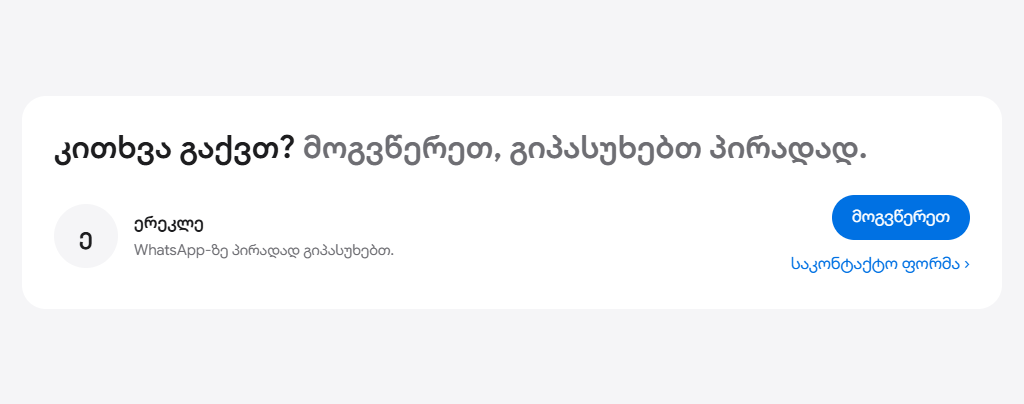 კითხვა გაქვთ? მოგვწერეთ, გიპასუხებთ პირადად.
ე
ერეკლე
WhatsApp-ზე პირადად გიპასუხებთ.
მოგვწერეთ
საკონტაქტო ფორმა ›